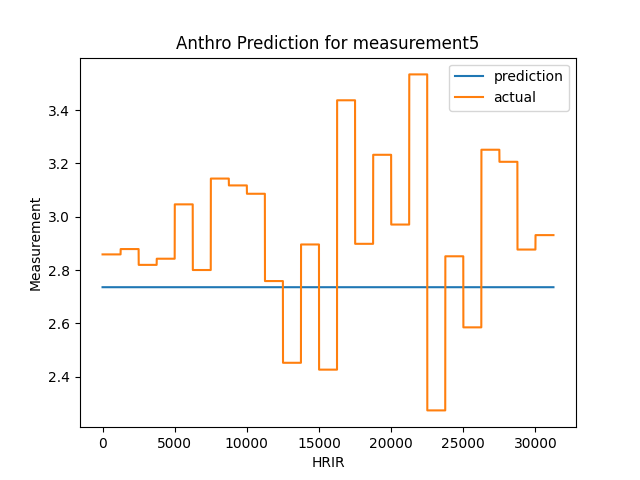 Anthro Prediction for measurement5
prediction
actual
Measurement
3.4
3.2
3.0
2.8
2.6
2.4
0 5000 10000 15000 20000 25000 30000
HRIR